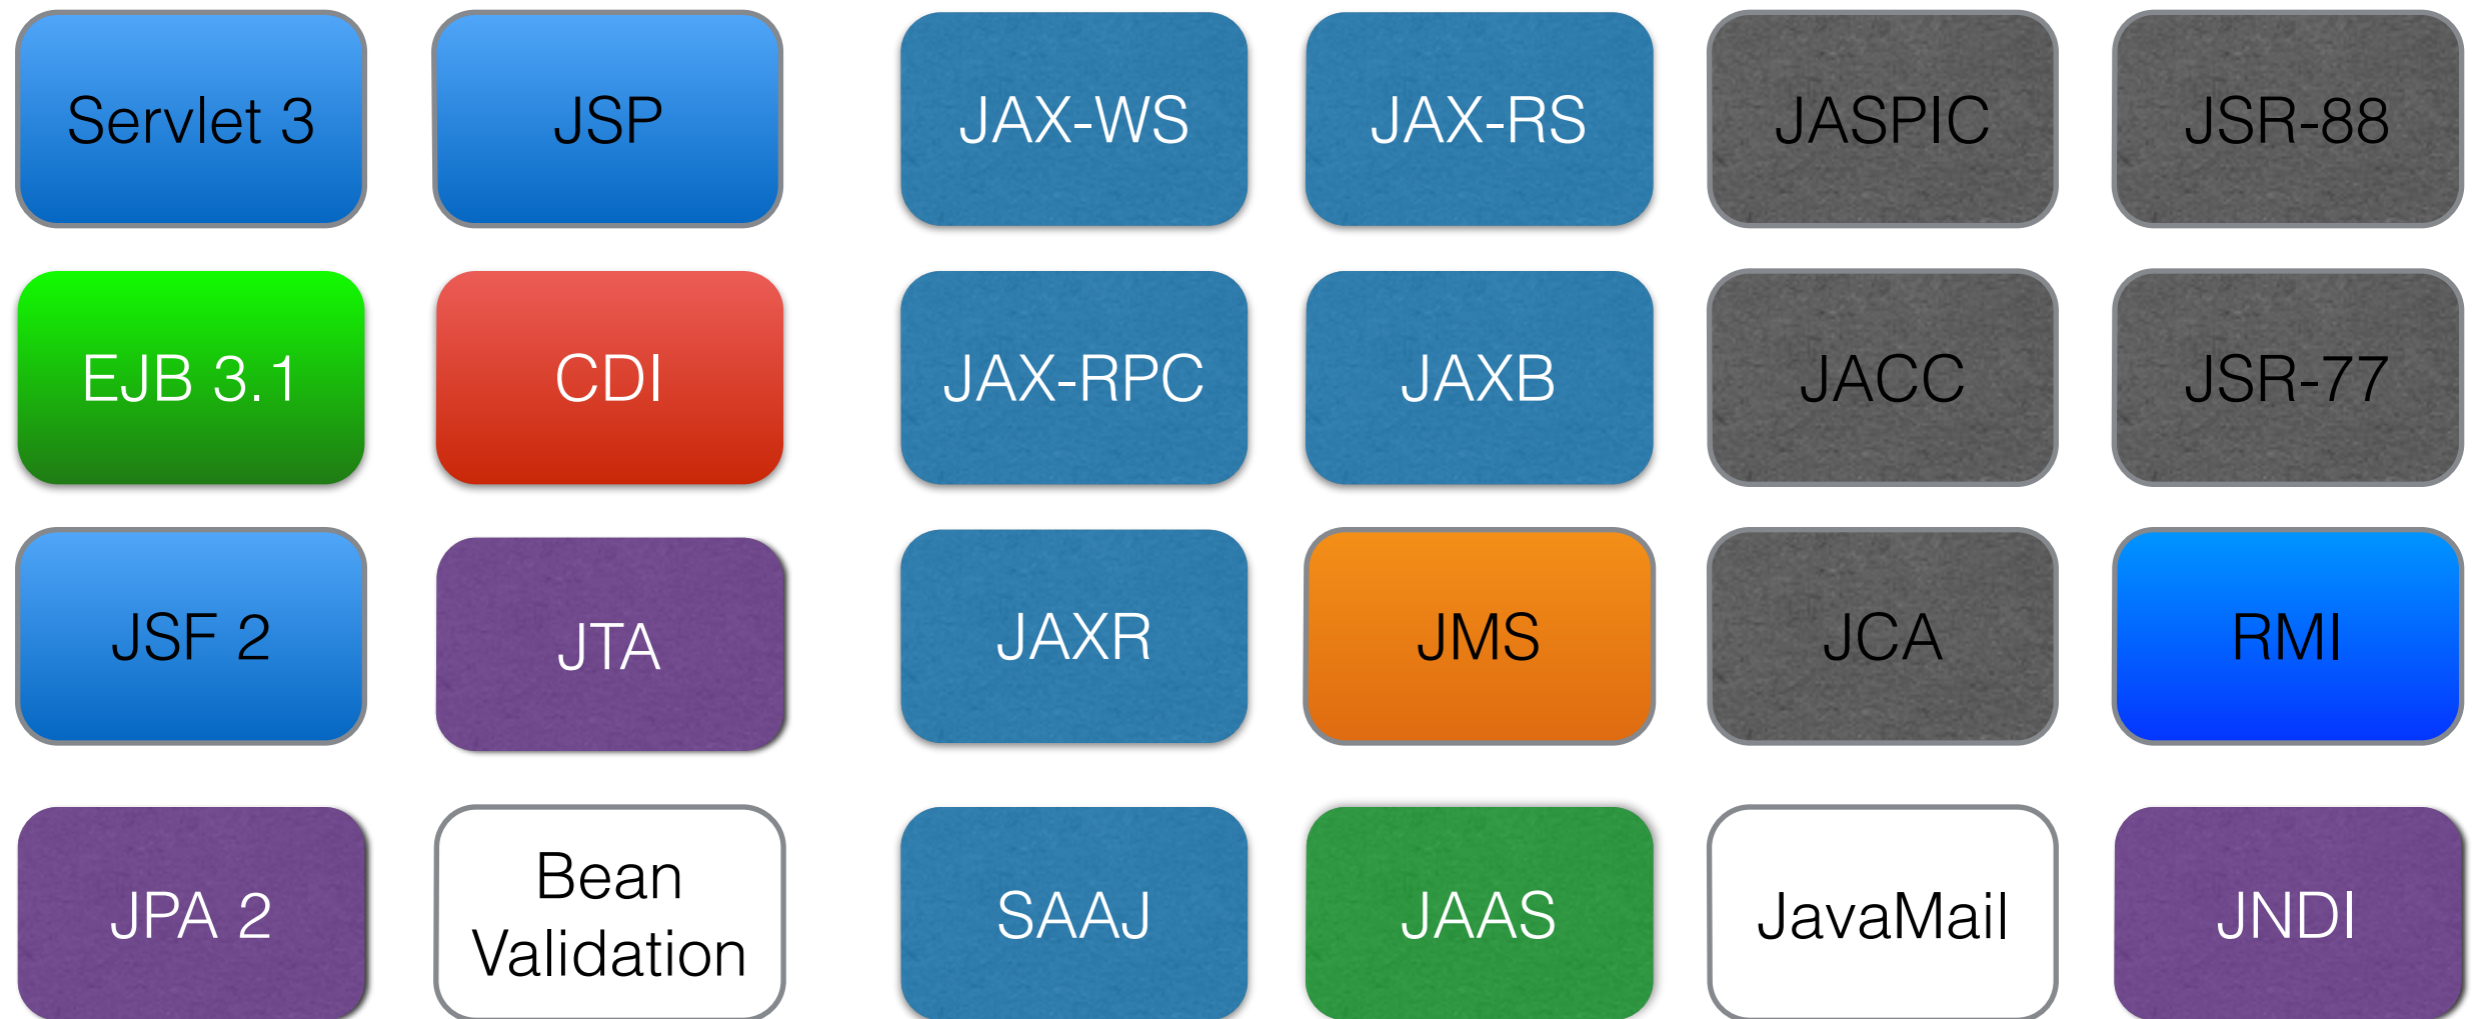 Servlet 3
JSP
JAX-WS
JAX-RS
JASPIC
JSR-88
EJB 3.1
CDI
JAX-RPC
JAXB
JACC
JSR-77
JSF 2
JTA
JAXR
JMS
JCA
RMI
JPA 2
Bean
Validation
SAAJ
JAAS
JavaMail
JNDI